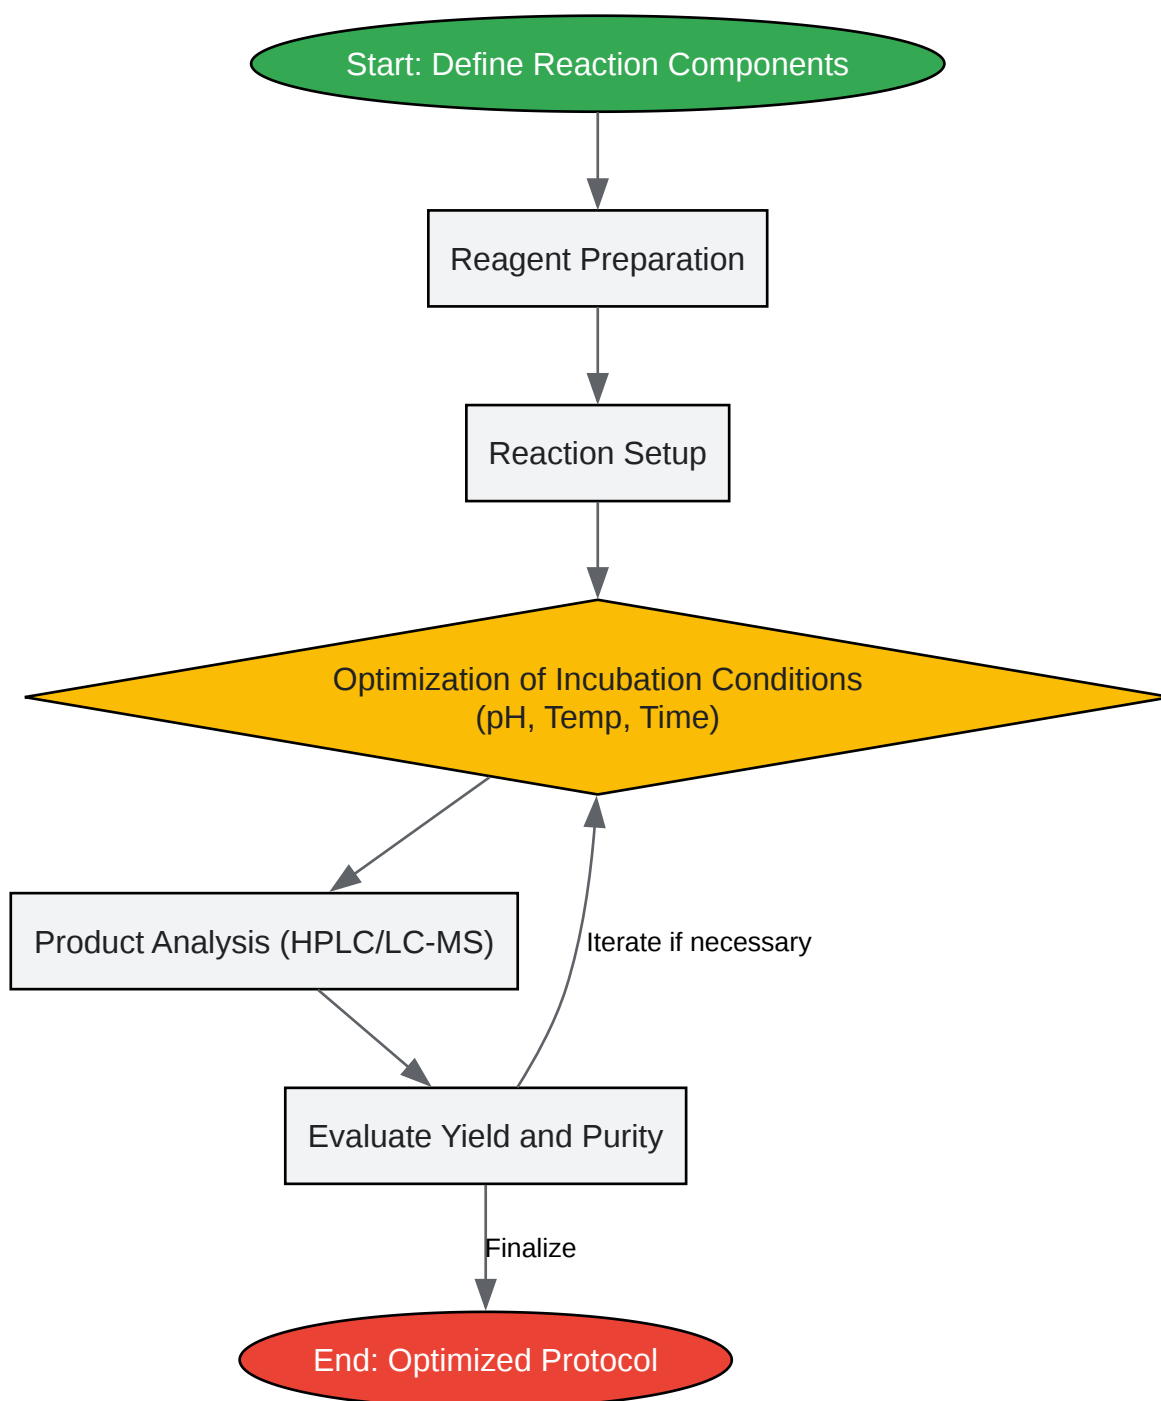 Start: Define Reaction Components
Reagent Preparation
Reaction Setup
Optimization of Incubation Conditions
(pH, Temp, Time)
Product Analysis (HPLC/LC-MS)
Iterate if necessary
Evaluate Yield and Purity
Finalize
End: Optimized Protocol